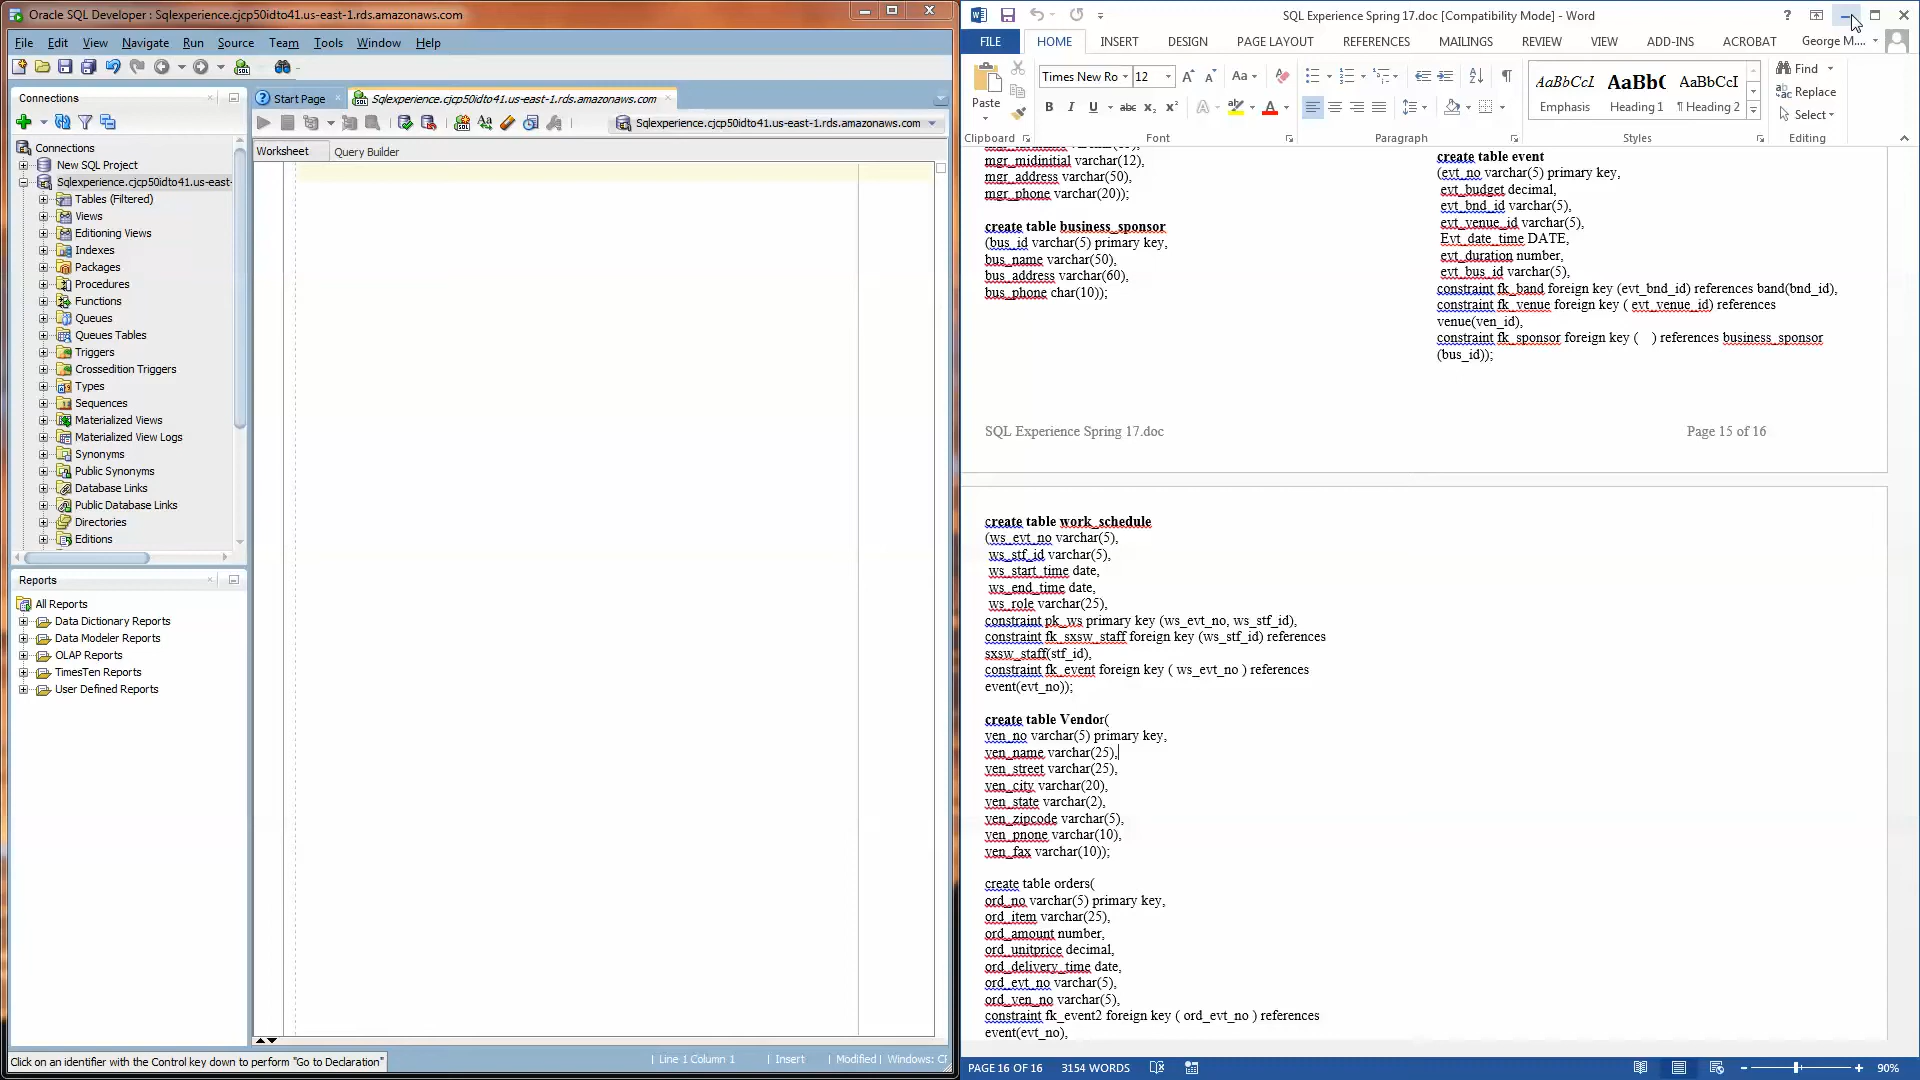 Oracle SQL Developer : Sqlexperience.cjcp50idto41.us-east-1.rds.amazonaws.com
File Edit View Navigate Run Source Team Tools Window Help
Connections
Connections
New SQL Project
Sqlexperience.cjcp50idto41.us-east-
Tables (Filtered)
Views
Editioning Views
Indexes
Packages
Procedures
Functions
Queues
Queues Tables
Triggers
Crossedition Triggers
Types
Sequences
Materialized Views
Materialized View Logs
Synonyms
Public Synonyms
Database Links
Public Database Links
Directories
Editions
Reports
All Reports
Data Dictionary Reports
Data Modeler Reports
OLAP Reports
TimesTen Reports
User Defined Reports
Start Page
Sqlexperience.cjcp50idto41.us-east-1.rds.amazonaws.com
Sqlexperience.cjcp50idto41.us-east-1.rds.amazonaws.com
Worksheet Query Builder
Click on an identifier with the Control key down to perform "Go to Declaration"
Line 1 Column 1 Insert Modified Windows: C
SQL Experience Spring 17.doc [Compatibility Mode] - Word
FILE HOME INSERT DESIGN PAGE LAYOUT REFERENCES MAILINGS REVIEW VIEW ADD-INS ACROBAT George M....
Paste
Clipboard
Times New Ro 12
Font
Paragraph
AaBbCcI AaBb( AaBbCcI
Emphasis Heading 1 ¶ Heading 2
Styles
Find
Replace
Select
Editing
mgr_midinitial varchar(12),
mgr_address varchar(50),
mgr_phone varchar(20));
create table business_sponsor
(bus_id varchar(5) primary key,
bus_name varchar(50),
bus_address varchar(60),
bus_phone char(10));
create table event
(evt_no varchar(5) primary key,
evt_budget decimal,
evt_bnd_id varchar(5),
evt_venue_id varchar(5),
Evt_date_time DATE,
evt_duration number,
evt_bus_id varchar(5),
constraint fk_band foreign key (evt_bnd_id) references band(bnd_id),
constraint fk_venue foreign key ( evt_venue_id) references
venue(ven_id),
constraint fk_sponsor foreign key ( ) references business_sponsor
(bus_id));
SQL Experience Spring 17.doc Page 15 of 16
create table work_schedule
(ws_evt_no varchar(5),
ws_stf_id varchar(5),
ws_start_time date,
ws_end_time date,
ws_role varchar(25),
constraint pk_ws primary key (ws_evt_no, ws_stf_id),
constraint fk_sxsw_staff foreign key (ws_stf_id) references
sxsw_staff(stf_id),
constraint fk_event foreign key ( ws_evt_no ) references
event(evt_no));
create table Vendor(
ven_no varchar(5) primary key,
ven_name varchar(25),
ven_street varchar(25),
ven_city varchar(20),
ven_state varchar(2),
ven_zipcode varchar(5),
ven_pnone varchar(10),
ven_fax varchar(10));
create table orders(
ord_no varchar(5) primary key,
ord_item varchar(25),
ord_amount number,
ord_unitprice decimal,
ord_delivery_time date,
ord_evt_no varchar(5),
ord_ven_no varchar(5),
constraint fk_event2 foreign key ( ord_evt_no ) references
event(evt_no),
PAGE 16 OF 16 3154 WORDS 90%